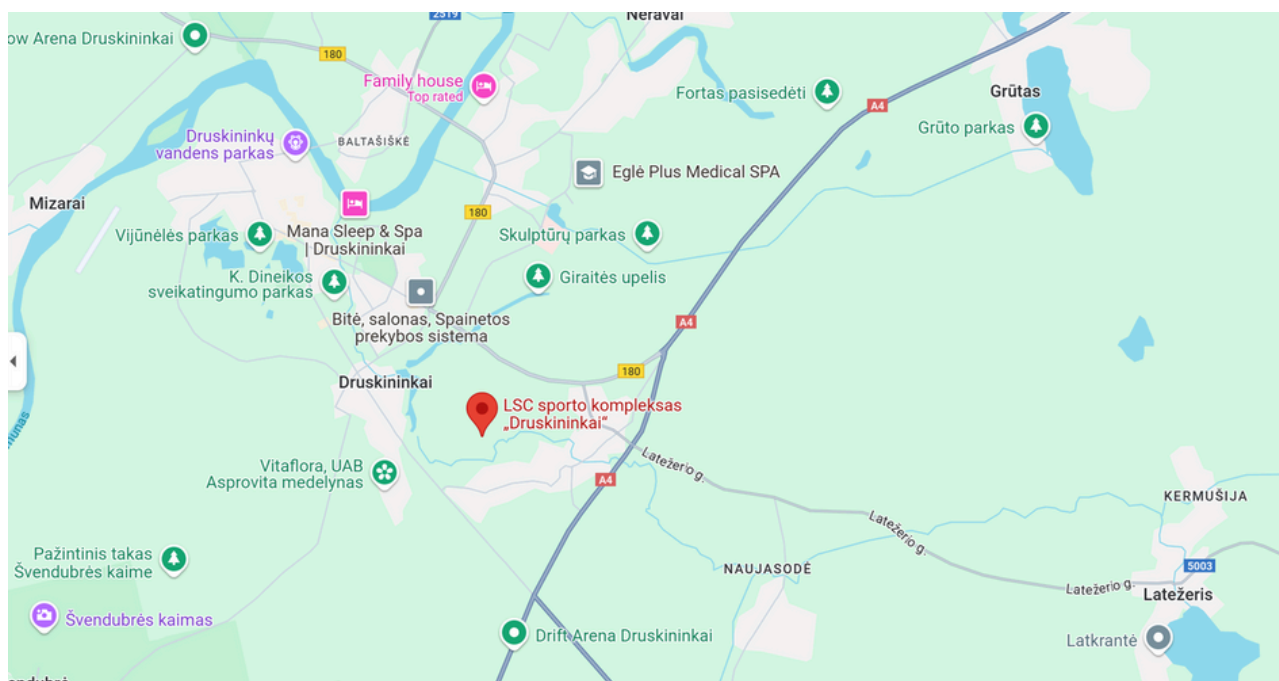 2519
Neravai
ow Arena Druskininkai
180
Family house
Top rated
Fortas pasisedėti
A4
Grūtas
Grūto parkas
Druskininkų
vandens parkas
BALTAŠIŠKĖ
Eglė Plus Medical SPA
Mizarai
180
Vijūnėlės parkas
Mana Sleep & Spa
| Druskininkai
Skulptūrų parkas
K. Dineikos
sveikatingumo parkas
Giraitės upelis
Bitė, salonas, Spainetos
prekybos sistema
A4
180
Druskininkai
LSC sporto kompleksas
„Druskininkai“
munas
Latežerio g.
Vitaflora, UAB
Asprovita medelynas
A4
KERMUŠIJA
Latežerio g.
Pažintinis takas
Švendubrės kaime
NAUJASODĖ
5003
Latežerio g.
Latežeris
Švendubrės kaimas
Drift Arena Druskininkai
Latkrantė